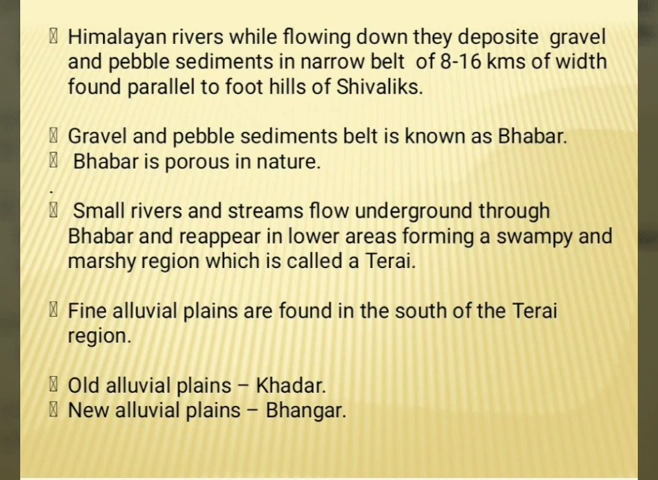 Himalayan rivers while flowing down they deposite gravel
and pebble sediments in narrow belt of 8-16 kms of width
found parallel to foot hills of Shivaliks.
Gravel and pebble sediments belt is known as Bhabar.
Bhabar is porous in nature.
.
Small rivers and streams flow underground through
Bhabar and reappear in lower areas forming a swampy and
marshy region which is called a Terai.
Fine alluvial plains are found in the south of the Terai
region.
Old alluvial plains – Khadar.
New alluvial plains – Bhangar.